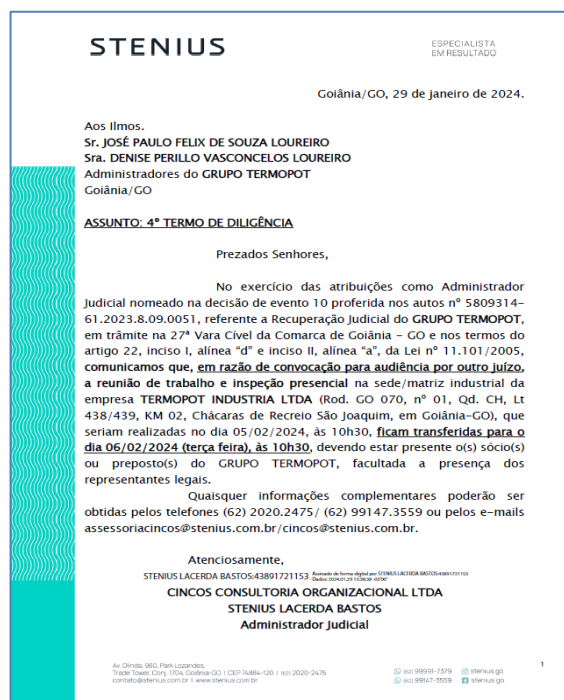 STENIUS
ESPECIALISTA
EM RESULTADO
Goiânia/GO, 29 de janeiro de 2024.
Aos Ilmos.
Sr. JOSÉ PAULO FELIX DE SOUZA LOUREIRO
Sra. DENISE PERILLO VASCONCELOS LOUREIRO
Administradores do GRUPO TERMOPOT
Goiânia/GO
ASSUNTO: 4º TERMO DE DILIGÊNCIA
Prezados Senhores,
No exercício das atribuições como Administrador
Judicial nomeado na decisão de evento 10 proferida nos autos nº 5809314-
61.2023.8.09.0051, referente a Recuperação Judicial do GRUPO TERMOPOT,
em trâmite na 27ª Vara Cível da Comarca de Goiânia – GO e nos termos do
artigo 22, inciso I, alínea "d" e inciso II, alínea "a", da Lei nº 11.101/2005,
comunicamos que, em razão de convocação para audiência por outro juízo,
a reunião de trabalho e inspeção presencial na sede/matriz industrial da
empresa TERMOPOT INDUSTRIA LTDA (Rod. GO 070, nº 01, Qd. CH, Lt
438/439, KM 02, Chácaras de Recreio São Joaquim, em Goiânia-GO), que
seriam realizadas no dia 05/02/2024, às 10h30, ficam transferidas para o
dia 06/02/2024 (terça feira), às 10h30, devendo estar presente o(s) sócio(s)
ou preposto(s) do GRUPO TERMOPOT, facultada a presença dos
representantes legais.
Quaisquer informações complementares poderão ser
obtidas pelos telefones (62) 2020.2475/ (62) 99147.3559 ou pelos e-mails
assessoriacincos@stenius.com.br/cincos@stenius.com.br.
Atenciosamente,
STENIUS LACERDA BASTOS:43891721153 Assinado de forma digital por STENIUS LACERDA BASTOS:43891721153
CINCOS CONSULTORIA ORGANIZACIONAL LTDA
STENIUS LACERDA BASTOS
Administrador Judicial
Av. Olinda, 960, Park Lozandes,
Trade Tower, Conj. 1704, Goiânia-GO | CEP 74884-120 | (62) 2020-2475
contato@stenius.com.br | www.stenius.com.br
(62) 99991-7379 stenius.go
(62) 99147-3559 stenius.go
1